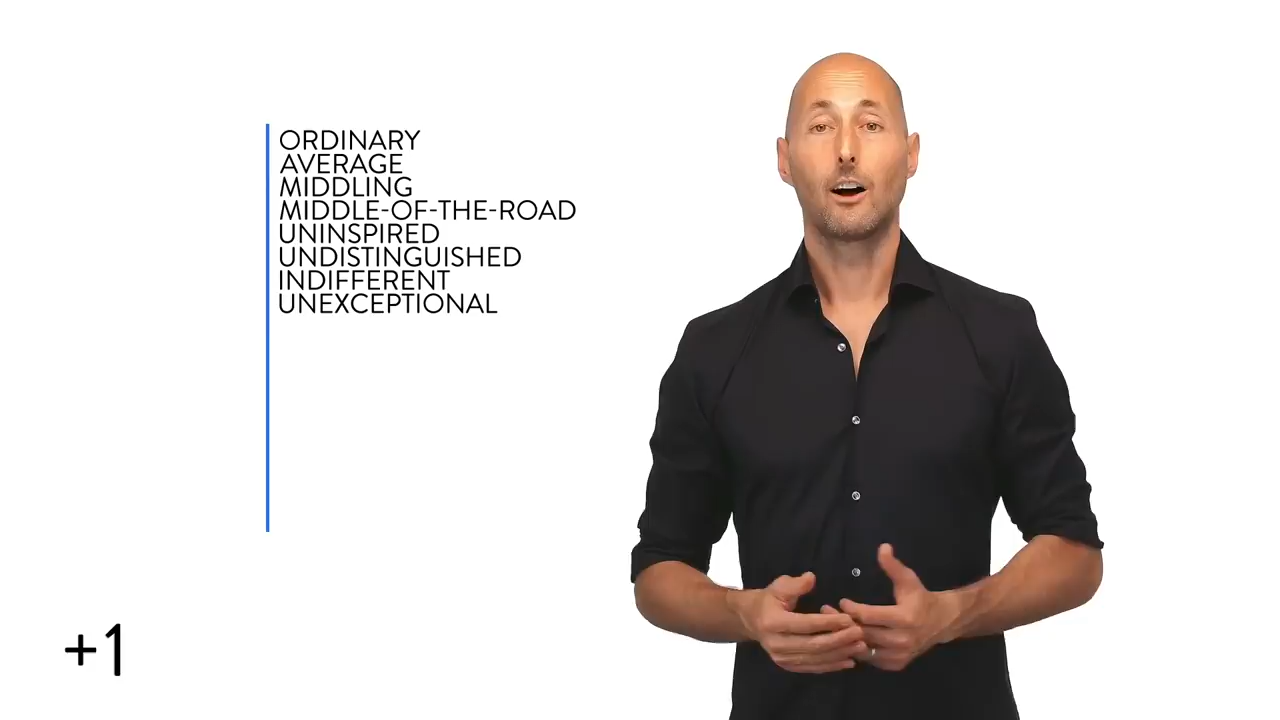 ORDINARY
AVERAGE
MIDDLING
MIDDLE-OF-THE-ROAD
UNINSPIRED
UNDISTINGUISHED
INDIFFERENT
UNEXCEPTIONAL
+1